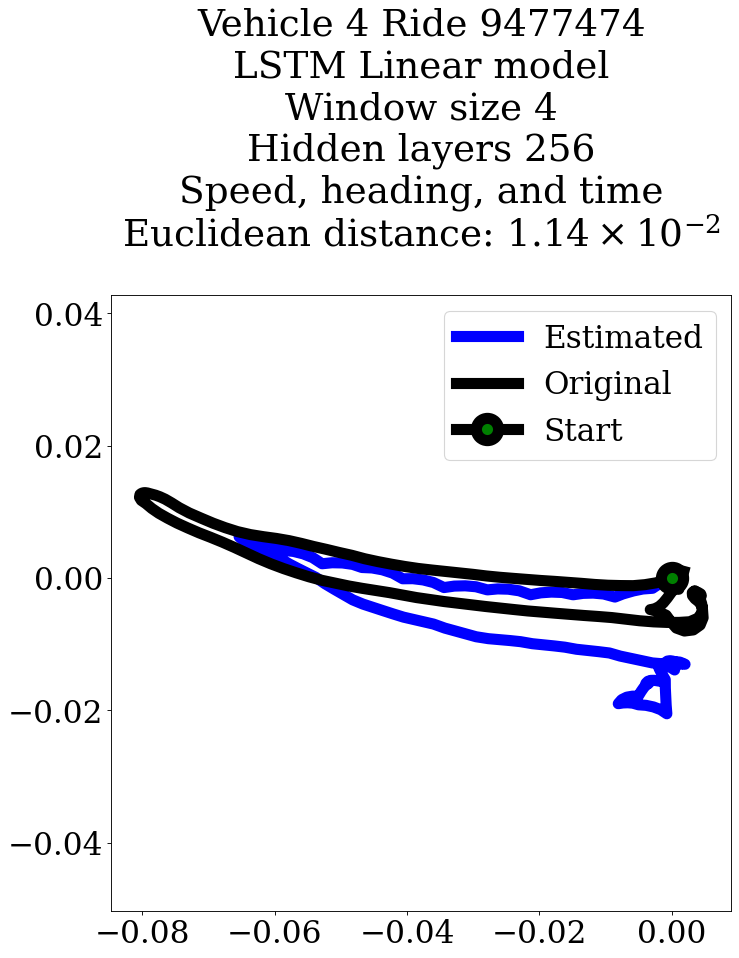 Vehicle 4 Ride 9477474
LSTM Linear model
Window size 4
Hidden layers 256
Speed, heading, and time
Euclidean distance: 1.14 × 10⁻²
Estimated
Original
Start
0.04
0.02
0.00
−0.02
−0.04
−0.08
−0.06
−0.04
−0.02
0.00